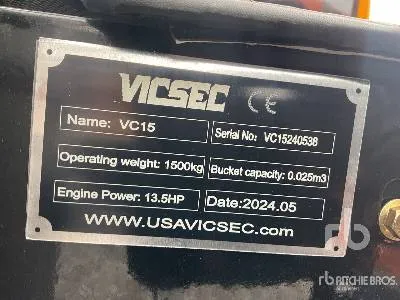 VICSEC CE
Name: VC15
Serial No: VC15240538
Operating weight: 1500kg
Bucket capacity: 0.025m3
Engine Power: 13.5HP
Date:2024.05
WWW.USAVICSEC.com
rb
RITCHIE BROS.